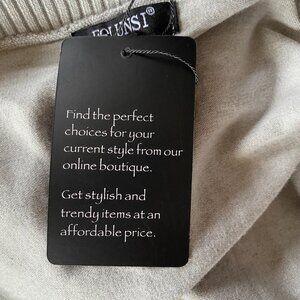 EOLUNSI®
Find the perfect
choices for your
current style from our
online boutique.
Get stylish and
trendy items at an
affordable price.